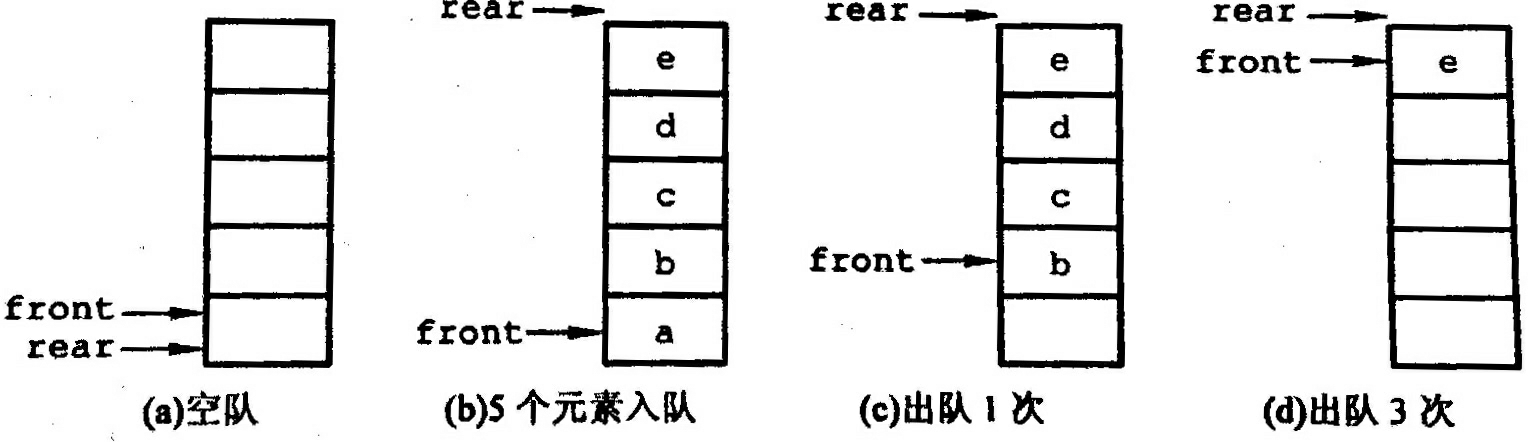 rear
e
d
c
b
front
a
front
rear
rear
e
d
c
front
b
rear
front
e
(a)空队
(b)5个元素入队
(c)出队1次
(d)出队3次